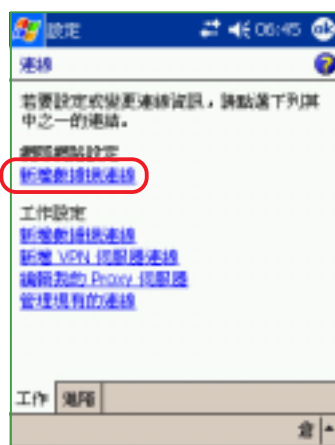 設定 06:45 ok
連線
若要設定或變更連線資訊，請點選下列其
中之一的連結。
網際網路設定
新增數據機連線
工作設定
新增數據機連線
新增 VPN 伺服器連線
編輯我的 Proxy 伺服器
管理現有的連線
工作 進階
倉